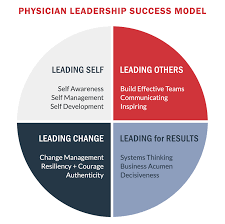 PHYSICIAN LEADERSHIP SUCCESS MODEL
LEADING SELF
Self Awareness
Self Management
Self Development
LEADING OTHERS
Build Effective Teams
Communicating
Inspiring
LEADING CHANGE
Change Management
Resiliency + Courage
Authenticity
LEADING for RESULTS
Systems Thinking
Business Acumen
Decisiveness